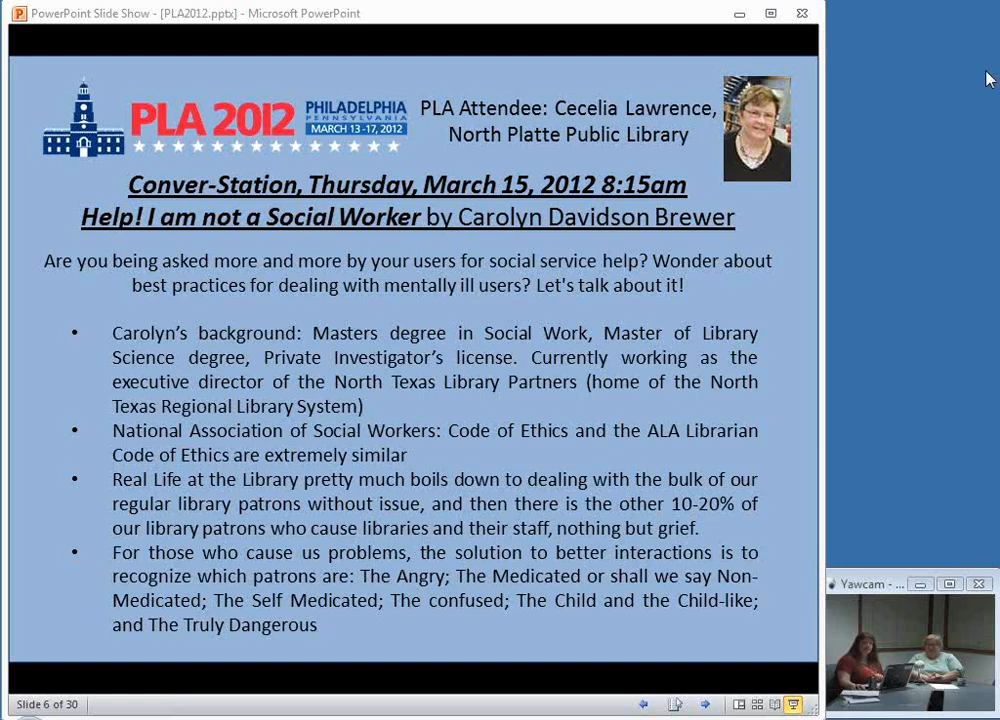 PowerPoint Slide Show - [PLA2012.pptx] - Microsoft PowerPoint
PLA 2012
PHILADELPHIA
PENNSYLVANIA
MARCH 13-17, 2012
PLA Attendee: Cecelia Lawrence,
North Platte Public Library
Conver-Station, Thursday, March 15, 2012 8:15am
Help! I am not a Social Worker by Carolyn Davidson Brewer
Are you being asked more and more by your users for social service help? Wonder about
best practices for dealing with mentally ill users? Let's talk about it!
• Carolyn's background: Masters degree in Social Work, Master of Library
Science degree, Private Investigator's license. Currently working as the
executive director of the North Texas Library Partners (home of the North
Texas Regional Library System)
• National Association of Social Workers: Code of Ethics and the ALA Librarian
Code of Ethics are extremely similar
• Real Life at the Library pretty much boils down to dealing with the bulk of our
regular library patrons without issue, and then there is the other 10-20% of
our library patrons who cause libraries and their staff, nothing but grief.
• For those who cause us problems, the solution to better interactions is to
recognize which patrons are: The Angry; The Medicated or shall we say Non-
Medicated; The Self Medicated; The confused; The Child and the Child-like;
and The Truly Dangerous
Yawcam - ...
Slide 6 of 30